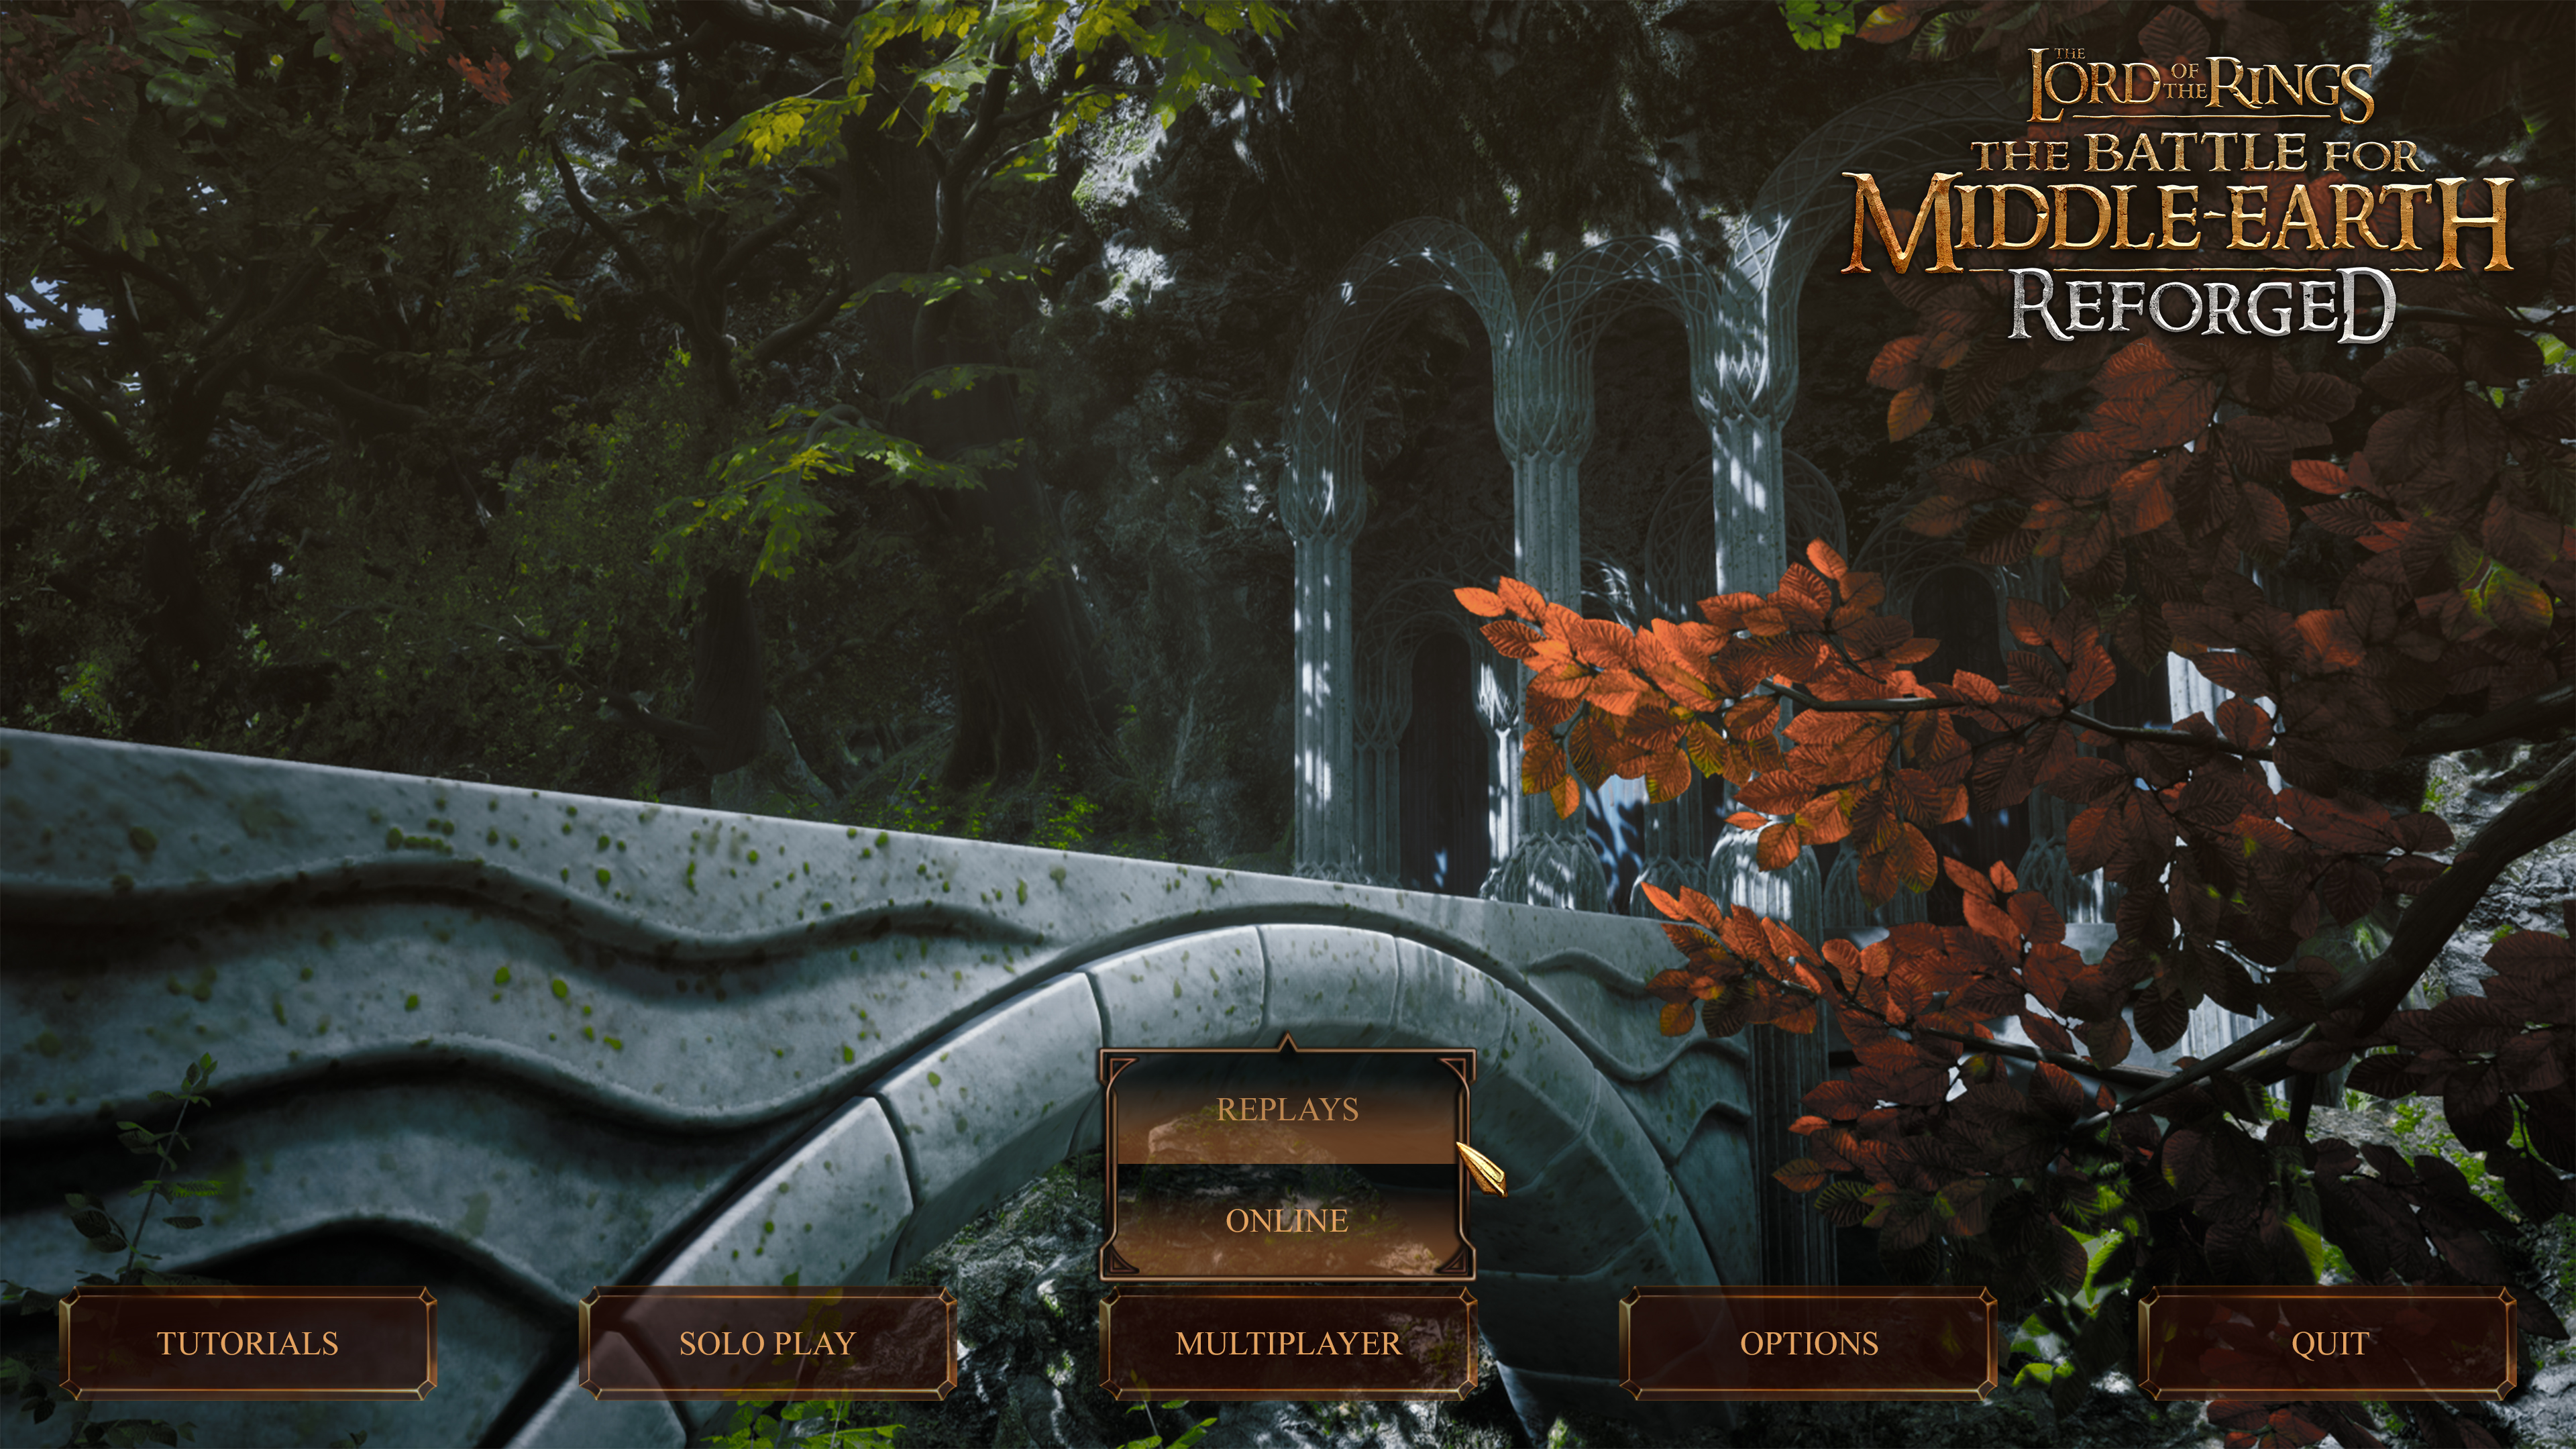 THE
LORD OF THE RINGS
THE BATTLE FOR
MIDDLE-EARTH
REFORGED
REPLAYS
ONLINE
TUTORIALS
SOLO PLAY
MULTIPLAYER
OPTIONS
QUIT